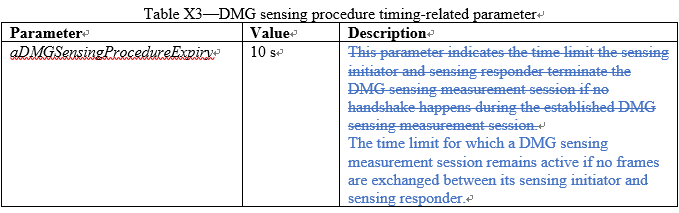 Table X3—DMG sensing procedure timing-related parameter
Parameter Value Description
aDMGSensingProcedureExpiry 10 s This parameter indicates the time limit the sensing
initiator and sensing responder terminate the
DMG sensing measurement session if no
handshake happens during the established DMG
sensing measurement session.
The time limit for which a DMG sensing
measurement session remains active if no frames
are exchanged between its sensing initiator and
sensing responder.